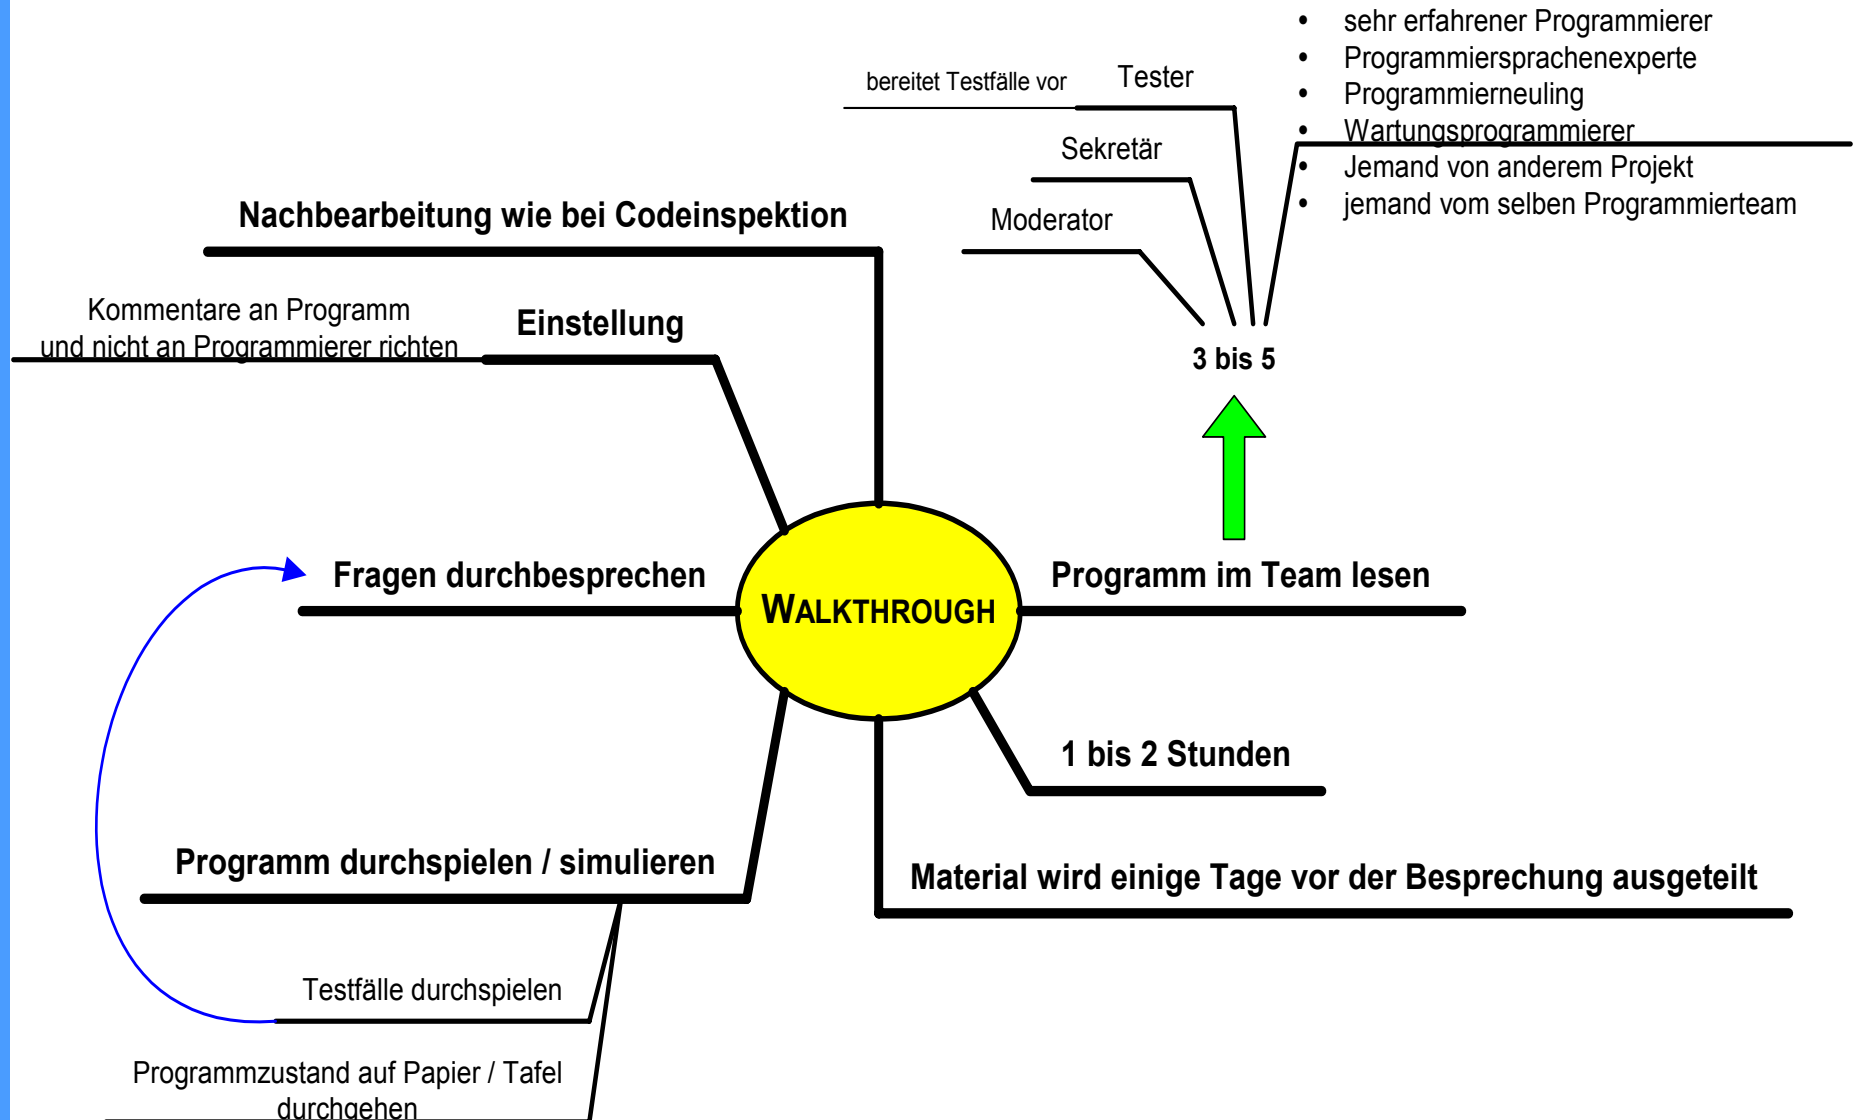 • sehr erfahrener Programmierer
• Programmiersprachenexperte
• Programmierneuling
• Wartungsprogrammierer
• Jemand von anderem Projekt
• jemand vom selben Programmierteam
bereitet Testfälle vor
Tester
Sekretär
Moderator
3 bis 5
Nachbearbeitung wie bei Codeinspektion
Kommentare an Programm
und nicht an Programmierer richten
Einstellung
Fragen durchbesprechen
WALKTHROUGH
Programm im Team lesen
1 bis 2 Stunden
Programm durchspielen / simulieren
Material wird einige Tage vor der Besprechung ausgeteilt
Testfälle durchspielen
Programmzustand auf Papier / Tafel
durchgehen